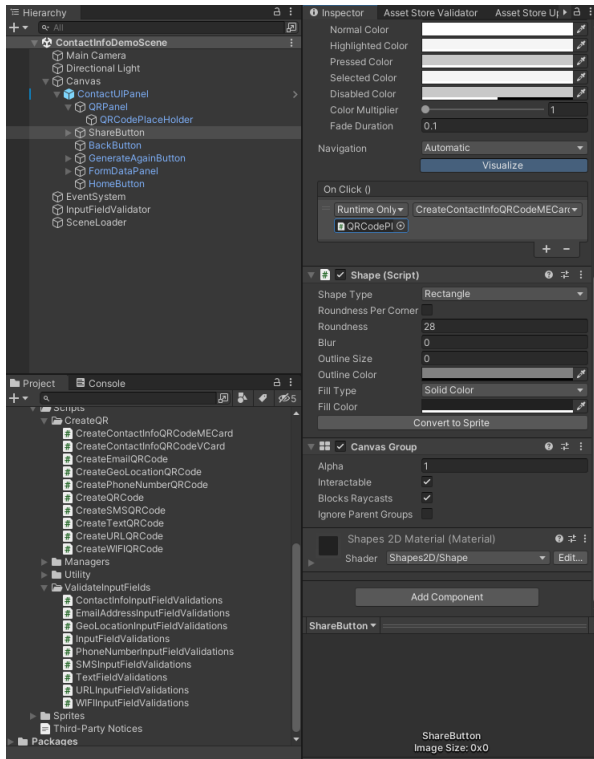 Hierarchy
All
ContactInfoDemoScene
Main Camera
Directional Light
Canvas
ContactUIPanel
QRPanel
QRCodePlaceHolder
ShareButton
BackButton
GenerateAgainButton
FormDataPanel
HomeButton
EventSystem
InputFieldValidator
SceneLoader
Project Console
5
Scripts
CreateQR
CreateContactInfoQRCodeMECard
CreateContactInfoQRCodeVCard
CreateEmailQRCode
CreateGeoLocationQRCode
CreatePhoneNumberQRCode
CreateQRCode
CreateSMSQRCode
CreateTextQRCode
CreateURLQRCode
CreateWIFIQRCode
Managers
Utility
ValidateInputFields
ContactInfoInputFieldValidations
EmailAddressInputFieldValidations
GeoLocationInputFieldValidations
InputFieldValidations
PhoneNumberInputFieldValidations
SMSInputFieldValidations
TextFieldValidations
URLInputFieldValidations
WIFIInputFieldValidations
Sprites
Third-Party Notices
Packages
Inspector Asset Store Validator Asset Store Up
Normal Color
Highlighted Color
Pressed Color
Selected Color
Disabled Color
Color Multiplier 1
Fade Duration 0.1
Navigation Automatic
Visualize
On Click ()
Runtime Only CreateContactInfoQRCodeMECard
QRCodePl
+ −
Shape (Script)
Shape Type Rectangle
Roundness Per Corner
Roundness 28
Blur 0
Outline Size 0
Outline Color
Fill Type Solid Color
Fill Color
Convert to Sprite
Canvas Group
Alpha 1
Interactable
Blocks Raycasts
Ignore Parent Groups
Shapes 2D Material (Material)
Shader Shapes2D/Shape Edit...
Add Component
ShareButton
ShareButton
Image Size: 0x0